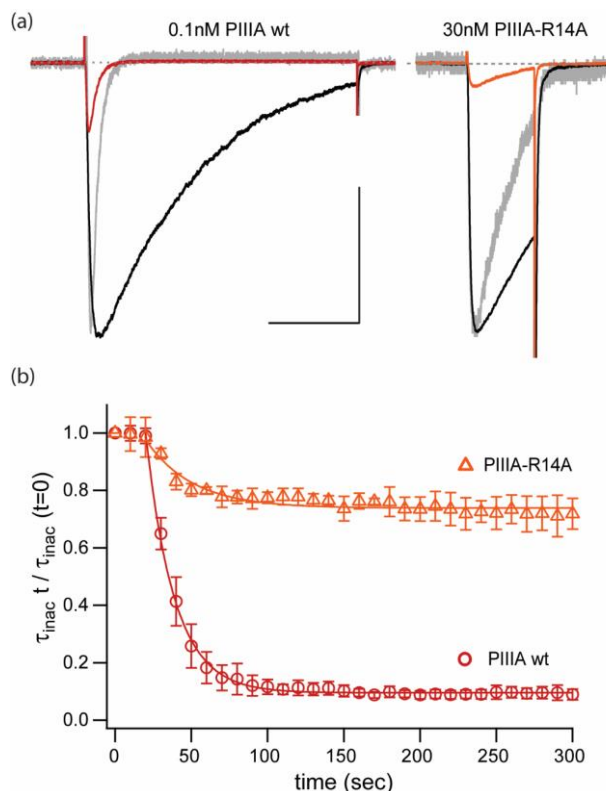 (a)
0.1nM PIIIA wt
30nM PIIIA-R14A
(b)
1.0
0.8
0.6
0.4
0.2
0.0
τinac t / τinac (t=0)
PIIIA-R14A
PIIIA wt
0
50
100
150
200
250
300
time (sec)